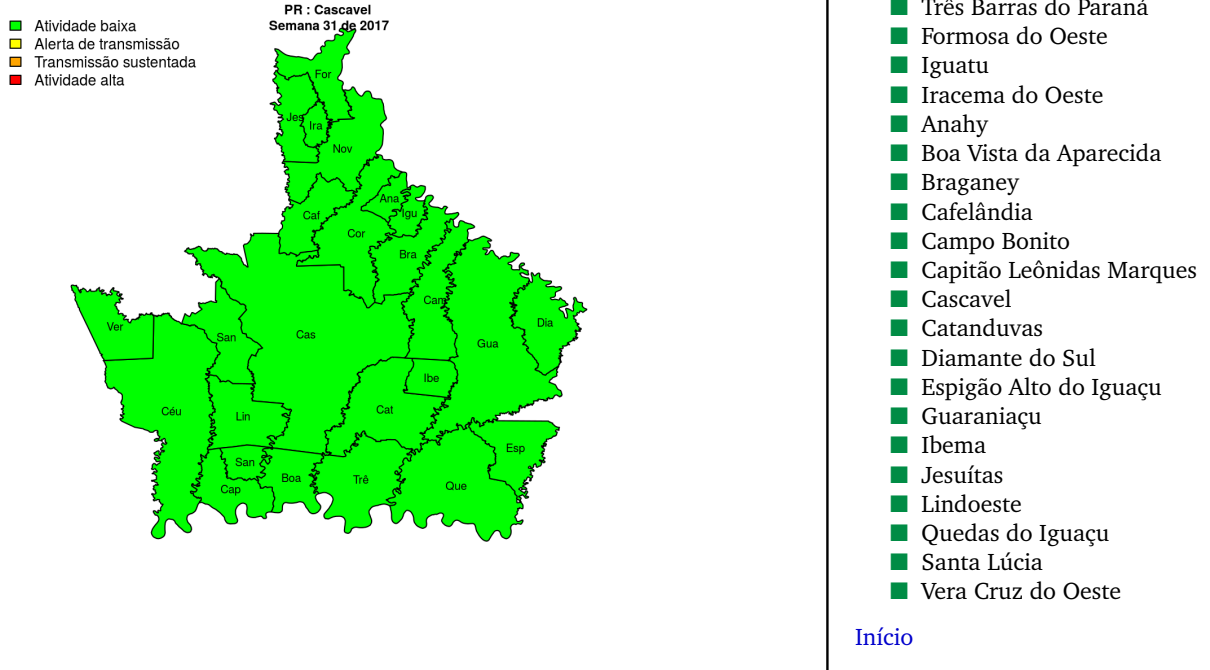 PR : Cascavel
Semana 31 de 2017
Atividade baixa
Alerta de transmissão
Transmissão sustentada
Atividade alta
For
Jes
Ira
Nov
Ana
Igu
Caf
Cor
Bra
Cam
Ver
San
Cas
Dia
Gua
Ibe
Céu
Lin
Cat
San
Esp
Cap
Boa
Trê
Que
Três Barras do Paraná
Formosa do Oeste
Iguatu
Iracema do Oeste
Anahy
Boa Vista da Aparecida
Braganey
Cafelândia
Campo Bonito
Capitão Leônidas Marques
Cascavel
Catanduvas
Diamante do Sul
Espigão Alto do Iguaçu
Guaraniaçu
Ibema
Jesuítas
Lindoeste
Quedas do Iguaçu
Santa Lúcia
Vera Cruz do Oeste
Início